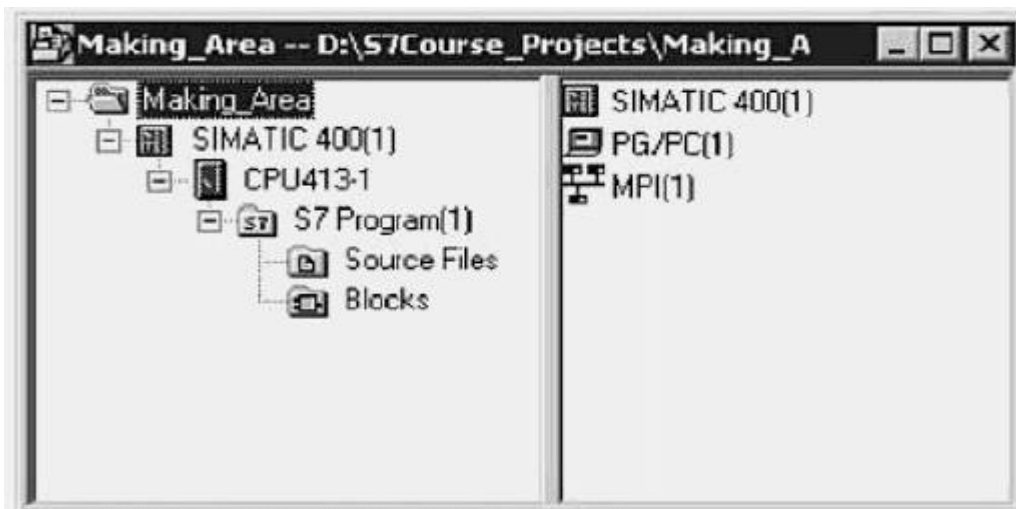 Making_Area -- D:\S7Course_Projects\Making_A
Making_Area
SIMATIC 400(1)
CPU413-1
S7 Program(1)
Source Files
Blocks
SIMATIC 400(1)
PG/PC(1)
MPI(1)